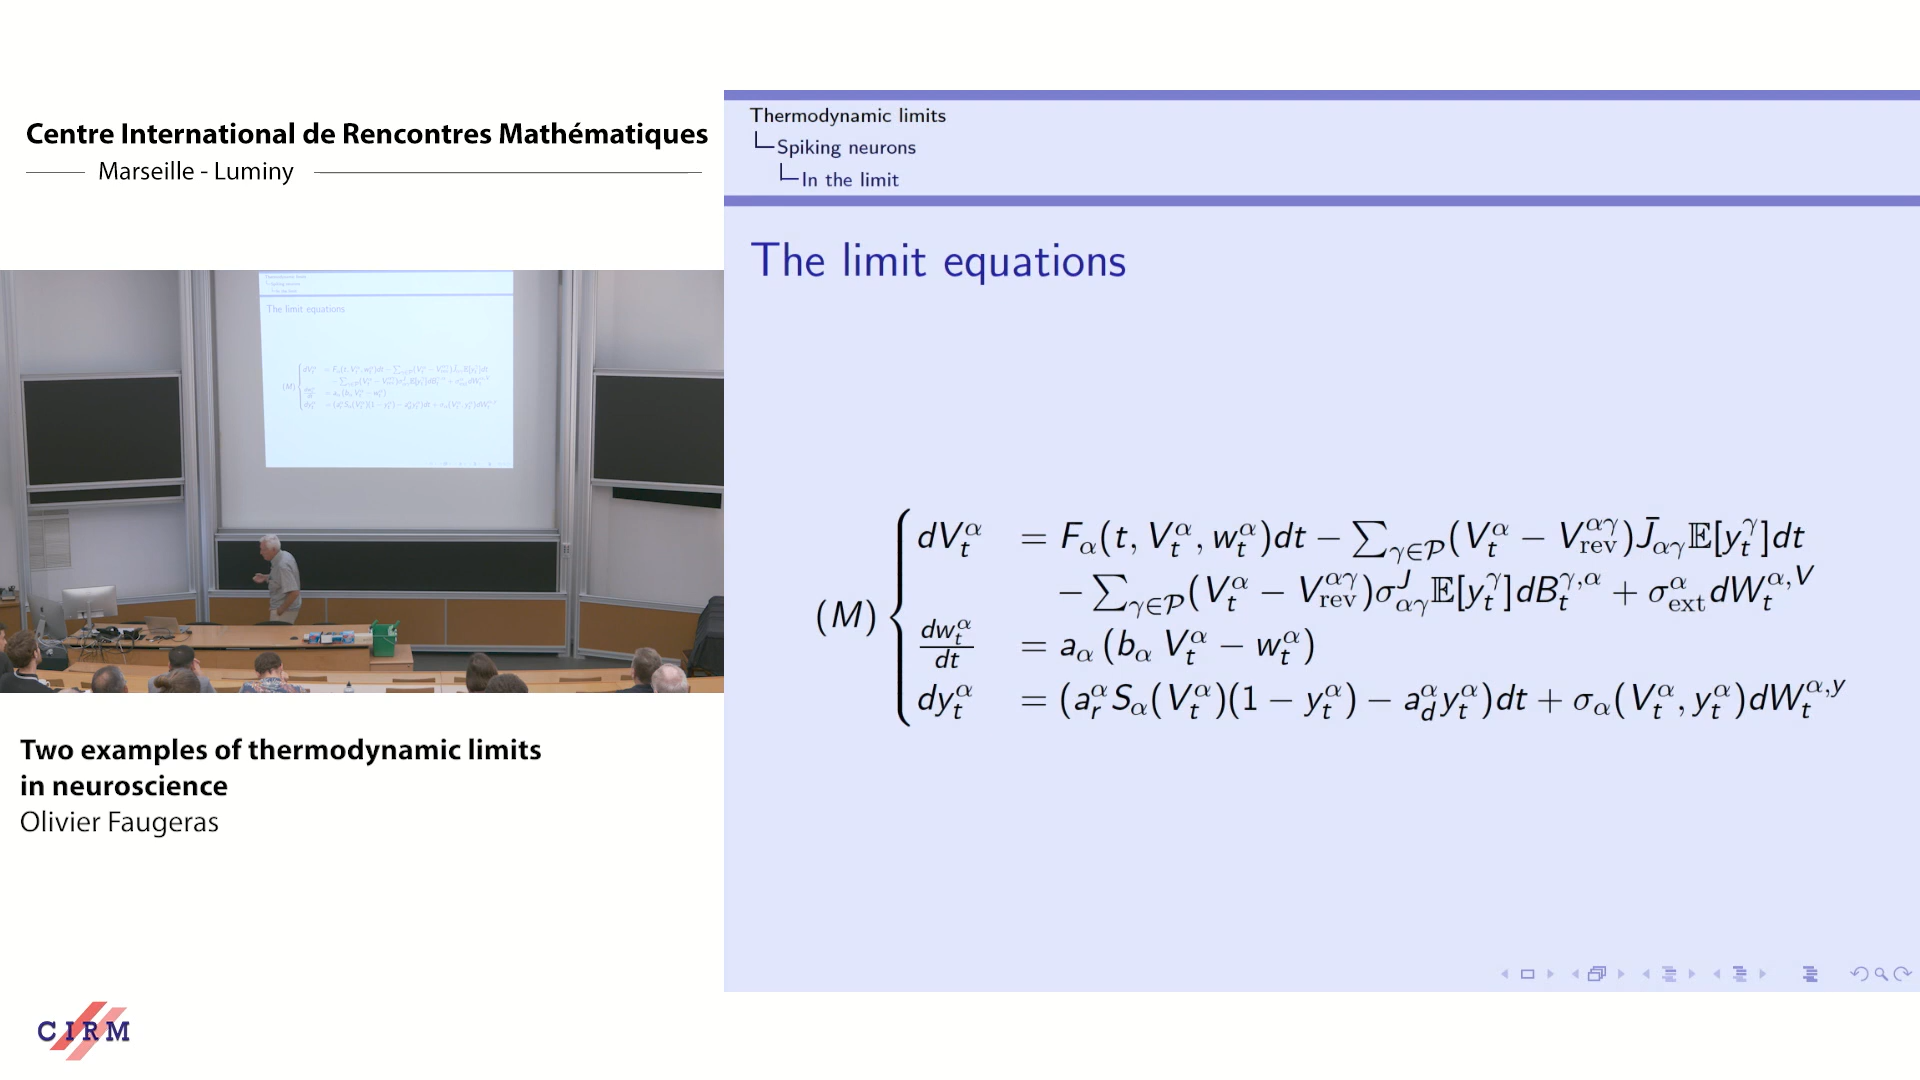 Centre International de Rencontres Mathématiques
Marseille - Luminy
Thermodynamic limits
Spiking neurons
In the limit
The limit equations
(M) { dV_t^α = F_α(t, V_t^α, w_t^α)dt − ∑_{γ∈𝒫}(V_t^α − V_rev^{αγ})J̄_{αγ}𝔼[y_t^γ]dt
− ∑_{γ∈𝒫}(V_t^α − V_rev^{αγ})σ_{αγ}^J 𝔼[y_t^γ]dB_t^{γ,α} + σ_ext^α dW_t^{α,V}
dw_t^α/dt = a_α (b_α V_t^α − w_t^α)
dy_t^α = (a_r^α S_α(V_t^α)(1 − y_t^α) − a_d^α y_t^α)dt + σ_α(V_t^α, y_t^α)dW_t^{α,y}
The limit equations
Two examples of thermodynamic limits
in neuroscience
Olivier Faugeras
CIRM